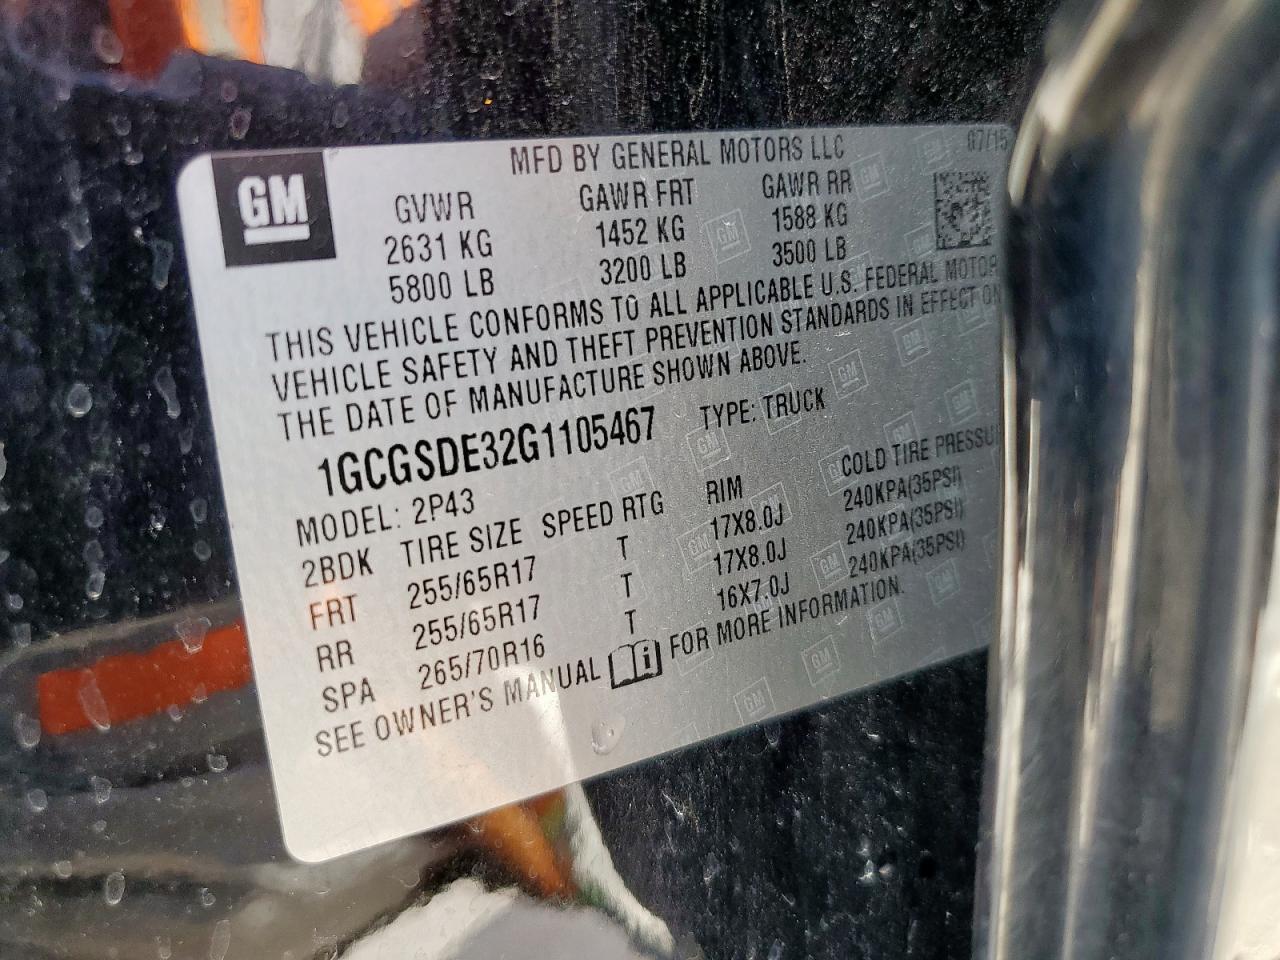 GM
MFD BY GENERAL MOTORS LLC 07/15
GVWR GAWR FRT GAWR RR
2631 KG 1452 KG 1588 KG
5800 LB 3200 LB 3500 LB
THIS VEHICLE CONFORMS TO ALL APPLICABLE U.S. FEDERAL MOTOR
VEHICLE SAFETY AND THEFT PREVENTION STANDARDS IN EFFECT ON
THE DATE OF MANUFACTURE SHOWN ABOVE.
1GCGSDE32G1105467 TYPE: TRUCK
MODEL: 2P43
2BDK TIRE SIZE SPEED RTG RIM COLD TIRE PRESSU
FRT 255/65R17 T 17X8.0J 240KPA(35PSI)
RR 255/65R17 T 17X8.0J 240KPA(35PSI)
SPA 265/70R16 T 16X7.0J 240KPA(35PSI)
SEE OWNER'S MANUAL i FOR MORE INFORMATION.